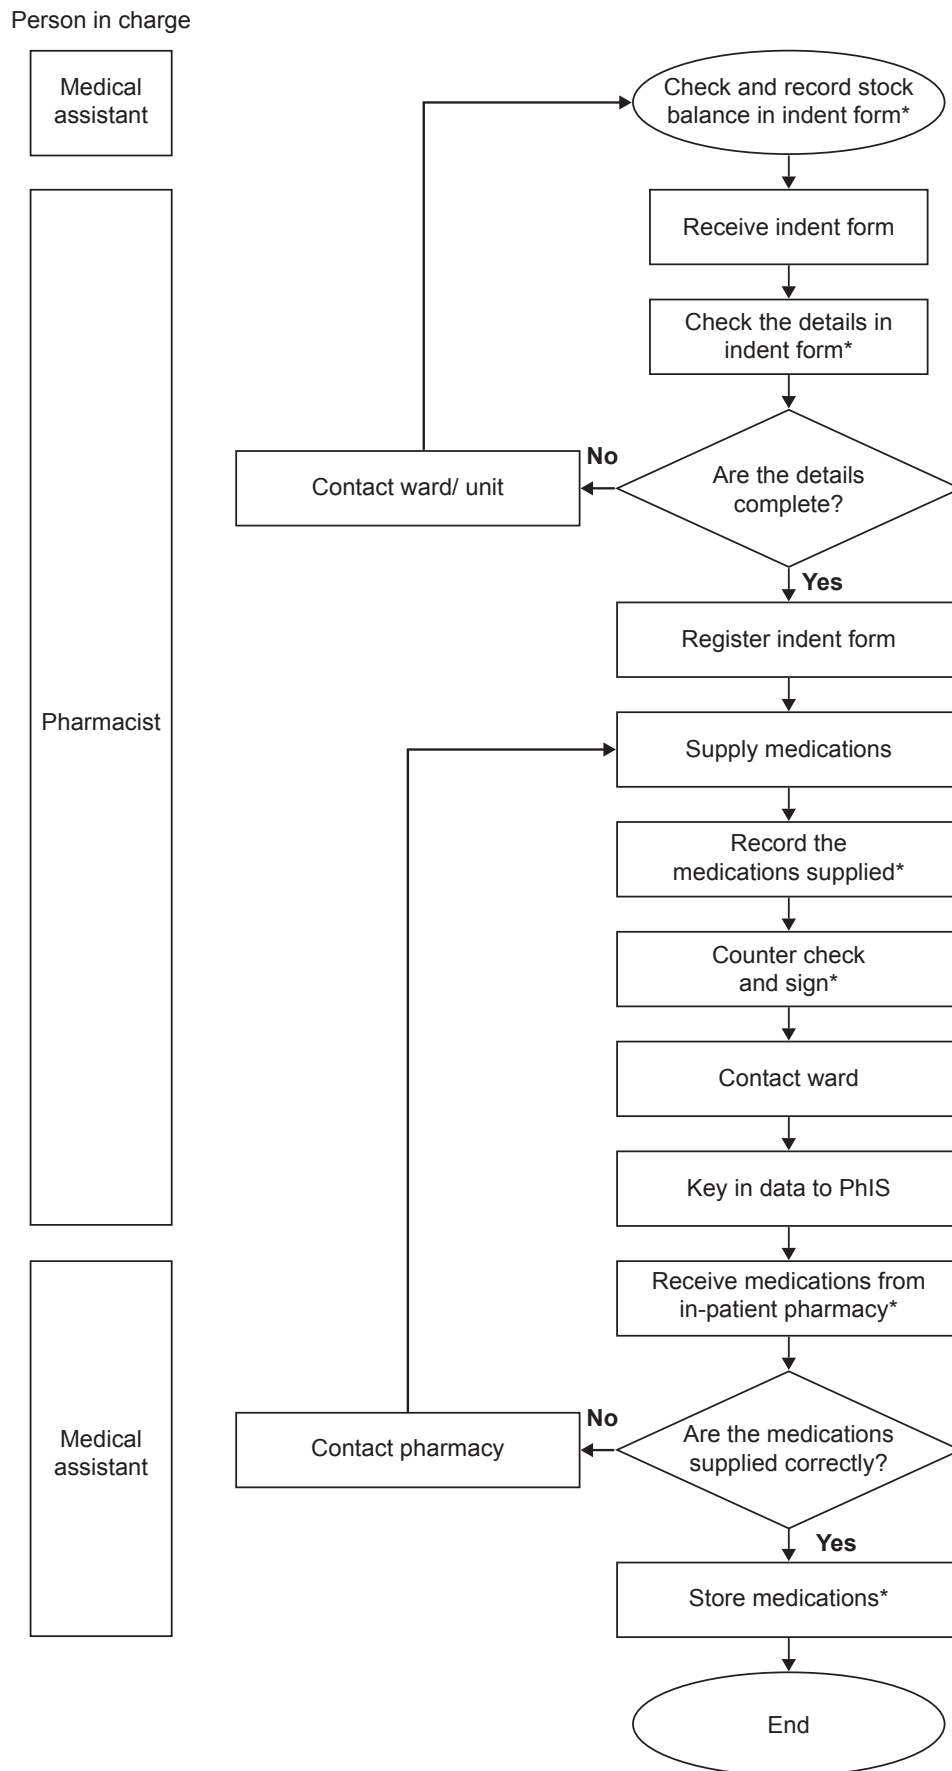 Person in charge
Medical
assistant
Check and record stock
balance in indent form*
Receive indent form
Check the details in
indent form*
Are the details
complete?
No
Contact ward/ unit
Yes
Register indent form
Pharmacist
Supply medications
Record the
medications supplied*
Counter check
and sign*
Contact ward
Key in data to PhIS
Receive medications from
in-patient pharmacy*
Medical
assistant
Are the medications
supplied correctly?
No
Contact pharmacy
Yes
Store medications*
End